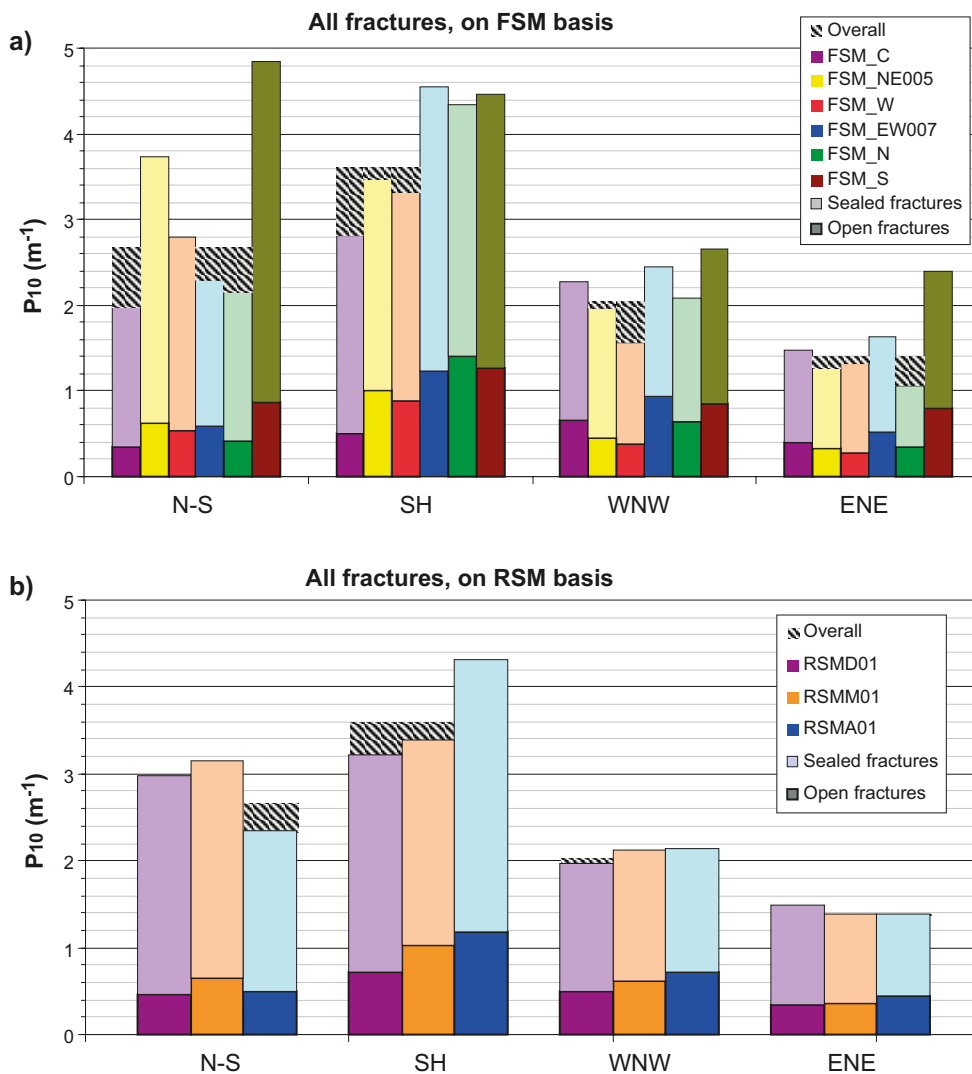 All fractures, on FSM basis
a)
Overall
FSM_C
FSM_NE005
FSM_W
FSM_EW007
FSM_N
FSM_S
Sealed fractures
Open fractures
5
4
3
2
1
0
P10 (m-1)
N-S SH WNW ENE
All fractures, on RSM basis
b)
Overall
RSMD01
RSMM01
RSMA01
Sealed fractures
Open fractures
5
4
3
2
1
0
P10 (m-1)
N-S SH WNW ENE